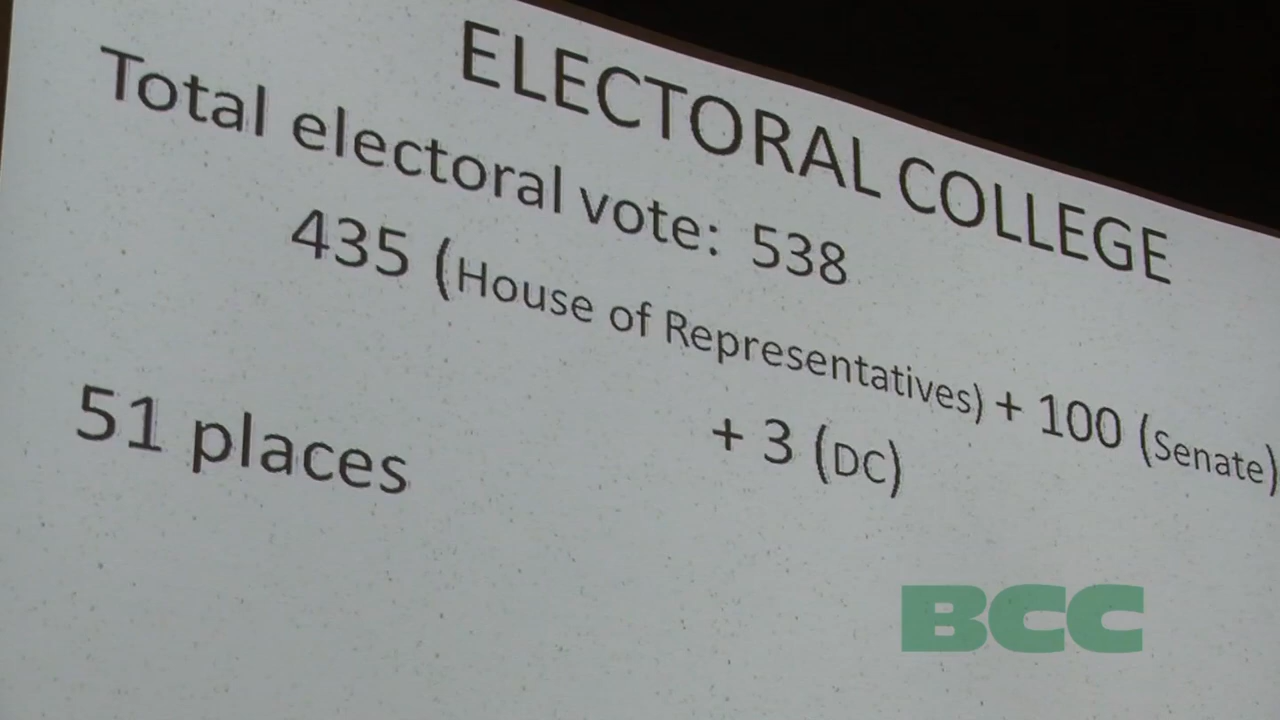 ELECTORAL COLLEGE
Total electoral vote: 538
435 (House of Representatives) + 100 (Senate)
+ 3 (DC)
51 places
BCC